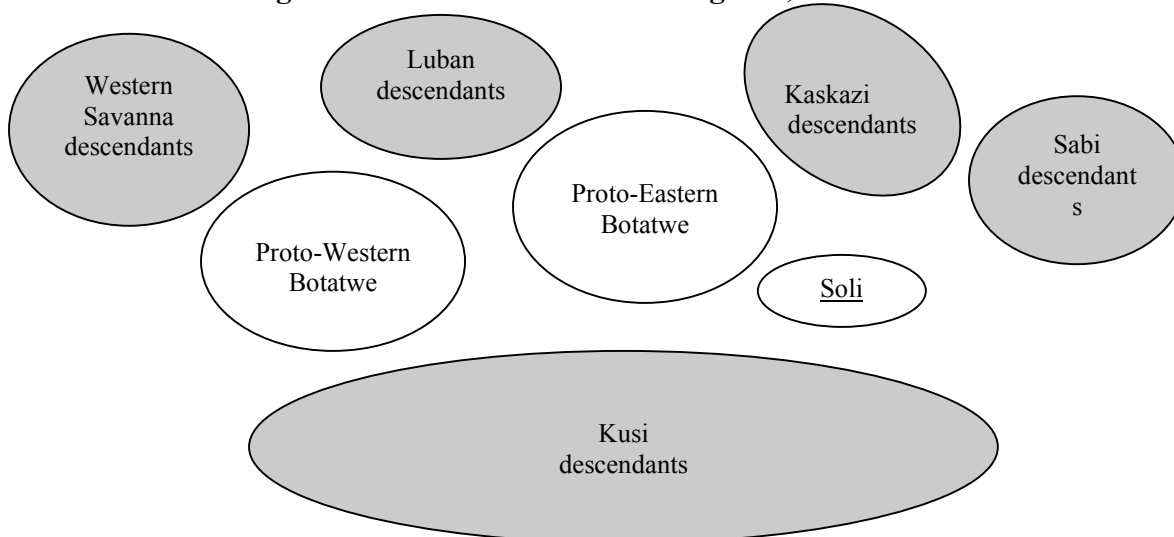 Western
Savanna
descendants
Luban
descendants
Kaskazi
descendants
Sabi
descendant
s
Proto-Eastern
Botatwe
Proto-Western
Botatwe
Soli
Kusi
descendants